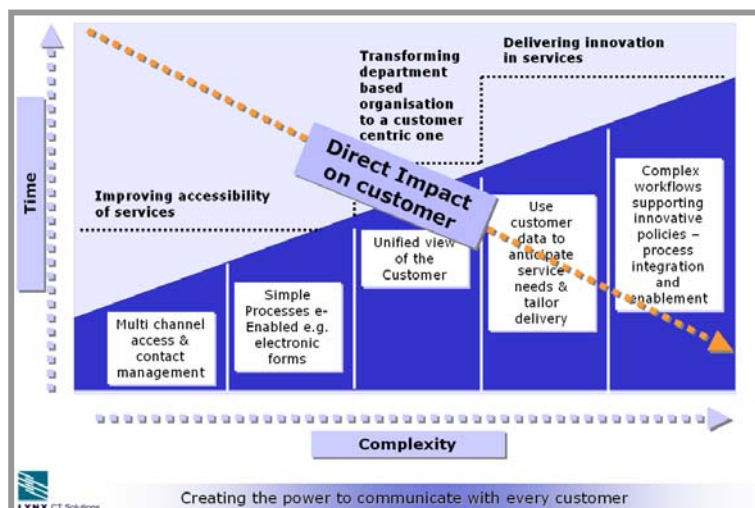 Delivering innovation
in services
Transforming
department
based
organisation
to a customer
centric one
Improving accessibility
of services
Direct Impact
on customer
Time
Multi channel
access &
contact
management
Simple
Processes e-
Enabled e.g.
electronic
forms
Unified view
of the
Customer
Use
customer
data to
anticipate
service
needs &
tailor
delivery
Complex
workflows
supporting
innovative
policies –
process
integration
and
enablement
Complexity
LYNX CT Solutions
Creating the power to communicate with every customer